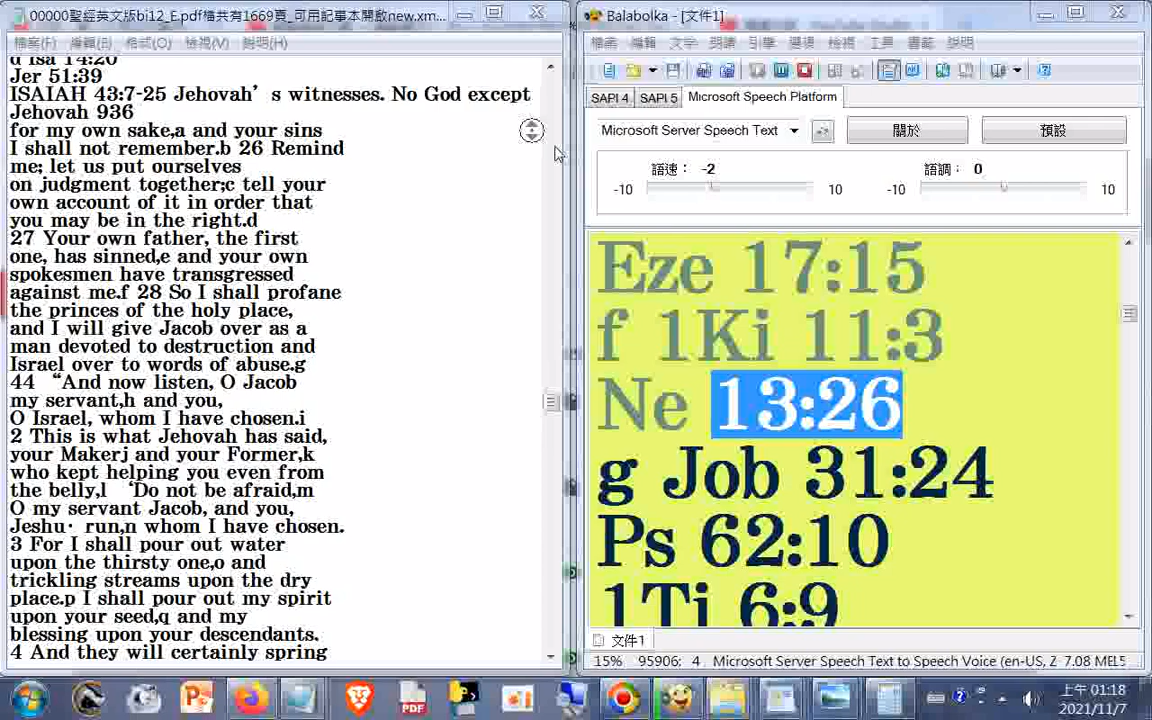 00000聖經英文版bi12_E.pdf檔共有1669頁_可用記事本開啟new.xm...
檔案(F) 編輯(E) 格式(O) 檢視(V) 說明(H)
d Isa 14:20
Jer 51:39
ISAIAH 43:7-25 Jehovah’s witnesses. No God except
Jehovah 936
for my own sake,a and your sins
I shall not remember.b 26 Remind
me; let us put ourselves
on judgment together;c tell your
own account of it in order that
you may be in the right.d
27 Your own father, the first
one, has sinned,e and your own
spokesmen have transgressed
against me.f 28 So I shall profane
the princes of the holy place,
and I will give Jacob over as a
man devoted to destruction and
Israel over to words of abuse.g
44 “And now listen, O Jacob
my servant,h and you,
O Israel, whom I have chosen.i
2 This is what Jehovah has said,
your Makerj and your Former,k
who kept helping you even from
the belly,l ‘Do not be afraid,m
O my servant Jacob, and you,
Jeshu·run,n whom I have chosen.
3 For I shall pour out water
upon the thirsty one,o and
trickling streams upon the dry
place.p I shall pour out my spirit
upon your seed,q and my
blessing upon your descendants.
4 And they will certainly spring
Balabolka - [文件1]
檔案 編輯 文字 朗讀 引擎 選項 檢視 工具 書籤 說明
SAPI 4 SAPI 5 Microsoft Speech Platform
Microsoft Server Speech Text 關於 預設
語速： -2 語調： 0
-10 10 -10 10
Eze 17:15
f 1Ki 11:3
Ne 13:26
g Job 31:24
Ps 62:10
1Ti 6:9
文件1
15% 95906: 4 Microsoft Server Speech Text to Speech Voice (en-US, Z 7.08 МЕL5
PDF
上午 01:18
2021/11/7